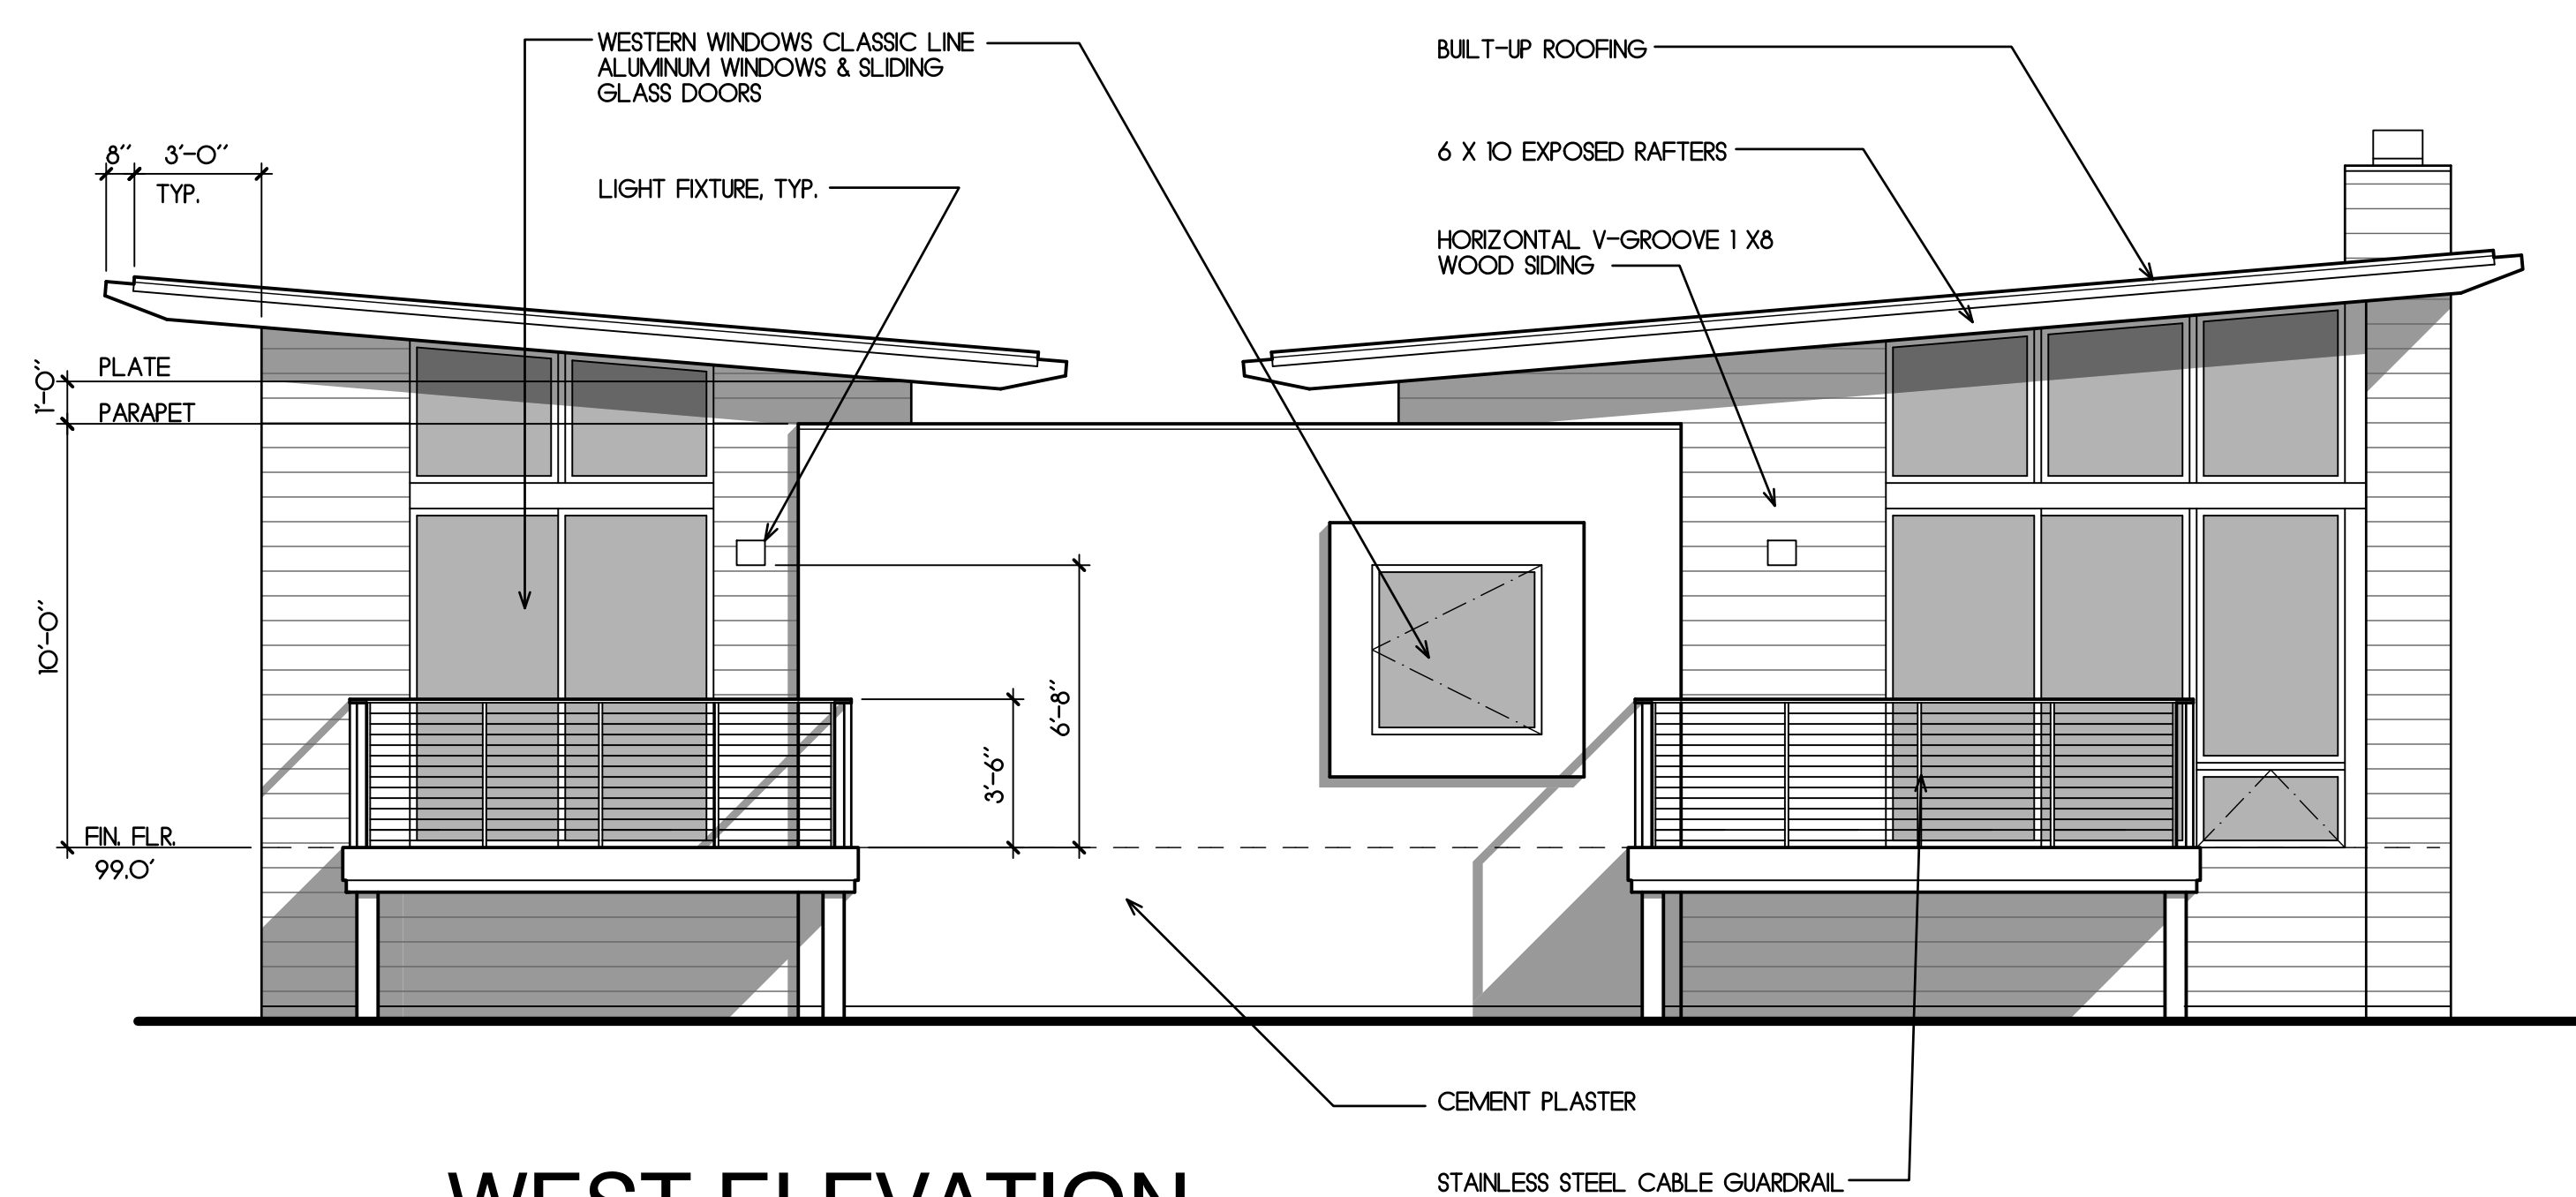 WESTERN WINDOWS CLASSIC LINE
ALUMINUM WINDOWS & SLIDING
GLASS DOORS
BUILT-UP ROOFING
8" 3'-0"
TYP.
6 X 10 EXPOSED RAFTERS
LIGHT FIXTURE, TYP.
HORIZONTAL V-GROOVE 1 X8
WOOD SIDING
PLATE
1'-0"
PARAPET
10'-0"
6'-8"
3'-6"
FIN. FLR.
99.0'
CEMENT PLASTER
WEST ELEVATION
STAINLESS STEEL CABLE GUARDRAIL